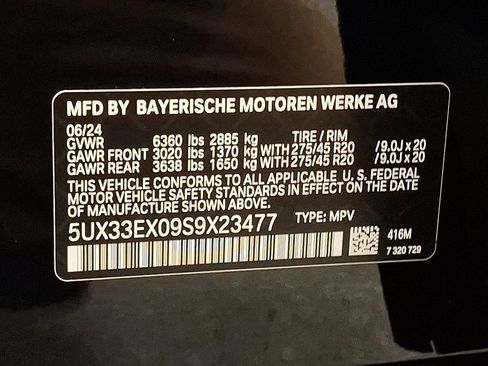 MFD BY BAYERISCHE MOTOREN WERKE AG
06/24
GVWR 6360 lbs 2885 kg TIRE / RIM
GAWR FRONT 3020 lbs 1370 kg WITH 275/45 R20 /9.0J x 20
GAWR REAR 3638 lbs 1650 kg WITH 275/45 R20 /9.0J x 20
THIS VEHICLE CONFORMS TO ALL APPLICABLE U. S. FEDERAL
MOTOR VEHICLE SAFETY STANDARDS IN EFFECT ON THE DATE
OF MANUFACTURE SHOWN ABOVE.
5UX33EX09S9X23477 TYPE: MPV
416M
7 320 729